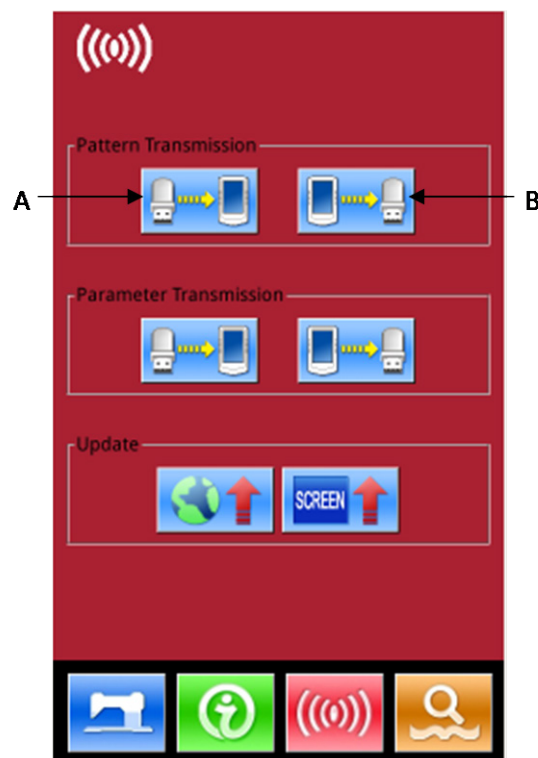 Pattern Transmission
A
B
Parameter Transmission
Update
SCREEN